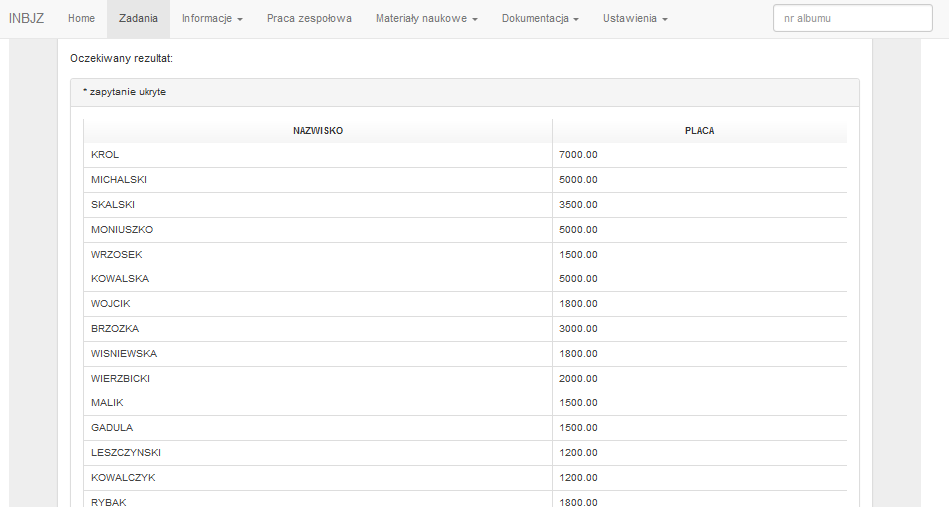 INBJZ Home Zadania Informacje Praca zespołowa Materiały naukowe Dokumentacja Ustawienia nr albumu
Oczekiwany rezultat:
* zapytanie ukryte
NAZWISKO PLACA
KROL 7000.00
MICHALSKI 5000.00
SKALSKI 3500.00
MONIUSZKO 5000.00
WRZOSEK 1500.00
KOWALSKA 5000.00
WOJCIK 1800.00
BRZOZKA 3000.00
WISNIEWSKA 1800.00
WIERZBICKI 2000.00
MALIK 1500.00
GADULA 1500.00
LESZCZYNSKI 1200.00
KOWALCZYK 1200.00
RYBAK 1800.00